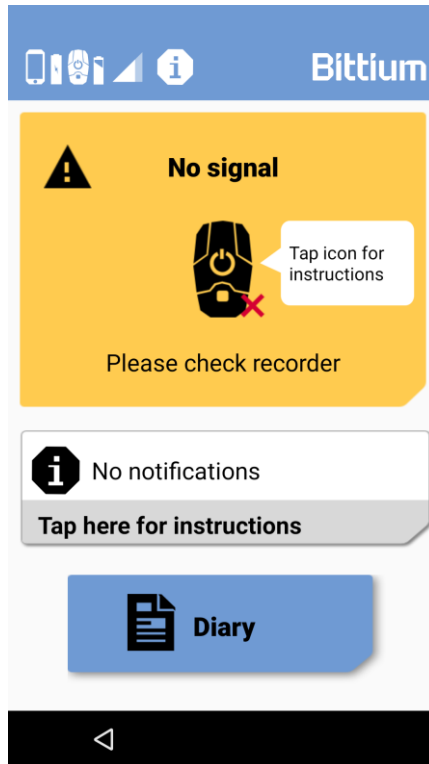 Bittium
No signal
Tap icon for
instructions
Please check recorder
No notifications
Tap here for instructions
Diary